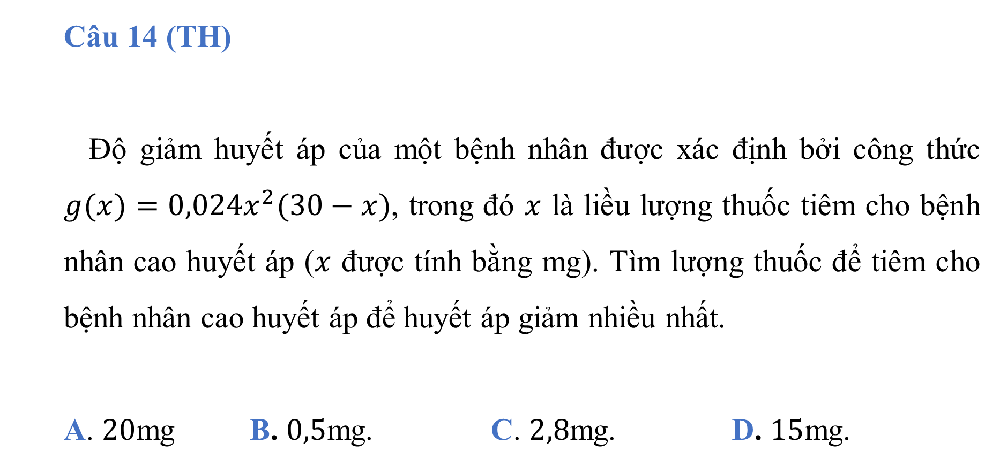 Câu 14 (TH)
Độ giảm huyết áp của một bệnh nhân được xác định bởi công thức
g(x) = 0,024x²(30 − x), trong đó x là liều lượng thuốc tiêm cho bệnh
nhân cao huyết áp (x được tính bằng mg). Tìm lượng thuốc để tiêm cho
bệnh nhân cao huyết áp để huyết áp giảm nhiều nhất.
A. 20mg B. 0,5mg. C. 2,8mg. D. 15mg.